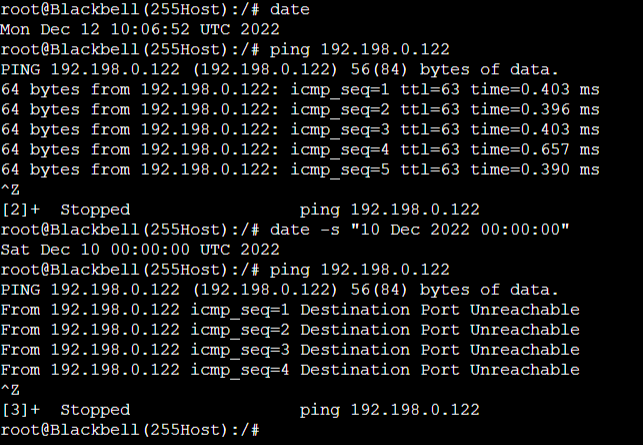 root@Blackbell(255Host):/# date
Mon Dec 12 10:06:52 UTC 2022
root@Blackbell(255Host):/# ping 192.198.0.122
PING 192.198.0.122 (192.198.0.122) 56(84) bytes of data.
64 bytes from 192.198.0.122: icmp_seq=1 ttl=63 time=0.403 ms
64 bytes from 192.198.0.122: icmp_seq=2 ttl=63 time=0.396 ms
64 bytes from 192.198.0.122: icmp_seq=3 ttl=63 time=0.403 ms
64 bytes from 192.198.0.122: icmp_seq=4 ttl=63 time=0.657 ms
64 bytes from 192.198.0.122: icmp_seq=5 ttl=63 time=0.390 ms
^Z
[2]+  Stopped                 ping 192.198.0.122
root@Blackbell(255Host):/# date -s "10 Dec 2022 00:00:00"
Sat Dec 10 00:00:00 UTC 2022
root@Blackbell(255Host):/# ping 192.198.0.122
PING 192.198.0.122 (192.198.0.122) 56(84) bytes of data.
From 192.198.0.122 icmp_seq=1 Destination Port Unreachable
From 192.198.0.122 icmp_seq=2 Destination Port Unreachable
From 192.198.0.122 icmp_seq=3 Destination Port Unreachable
From 192.198.0.122 icmp_seq=4 Destination Port Unreachable
^Z
[3]+  Stopped                 ping 192.198.0.122
root@Blackbell(255Host):/#